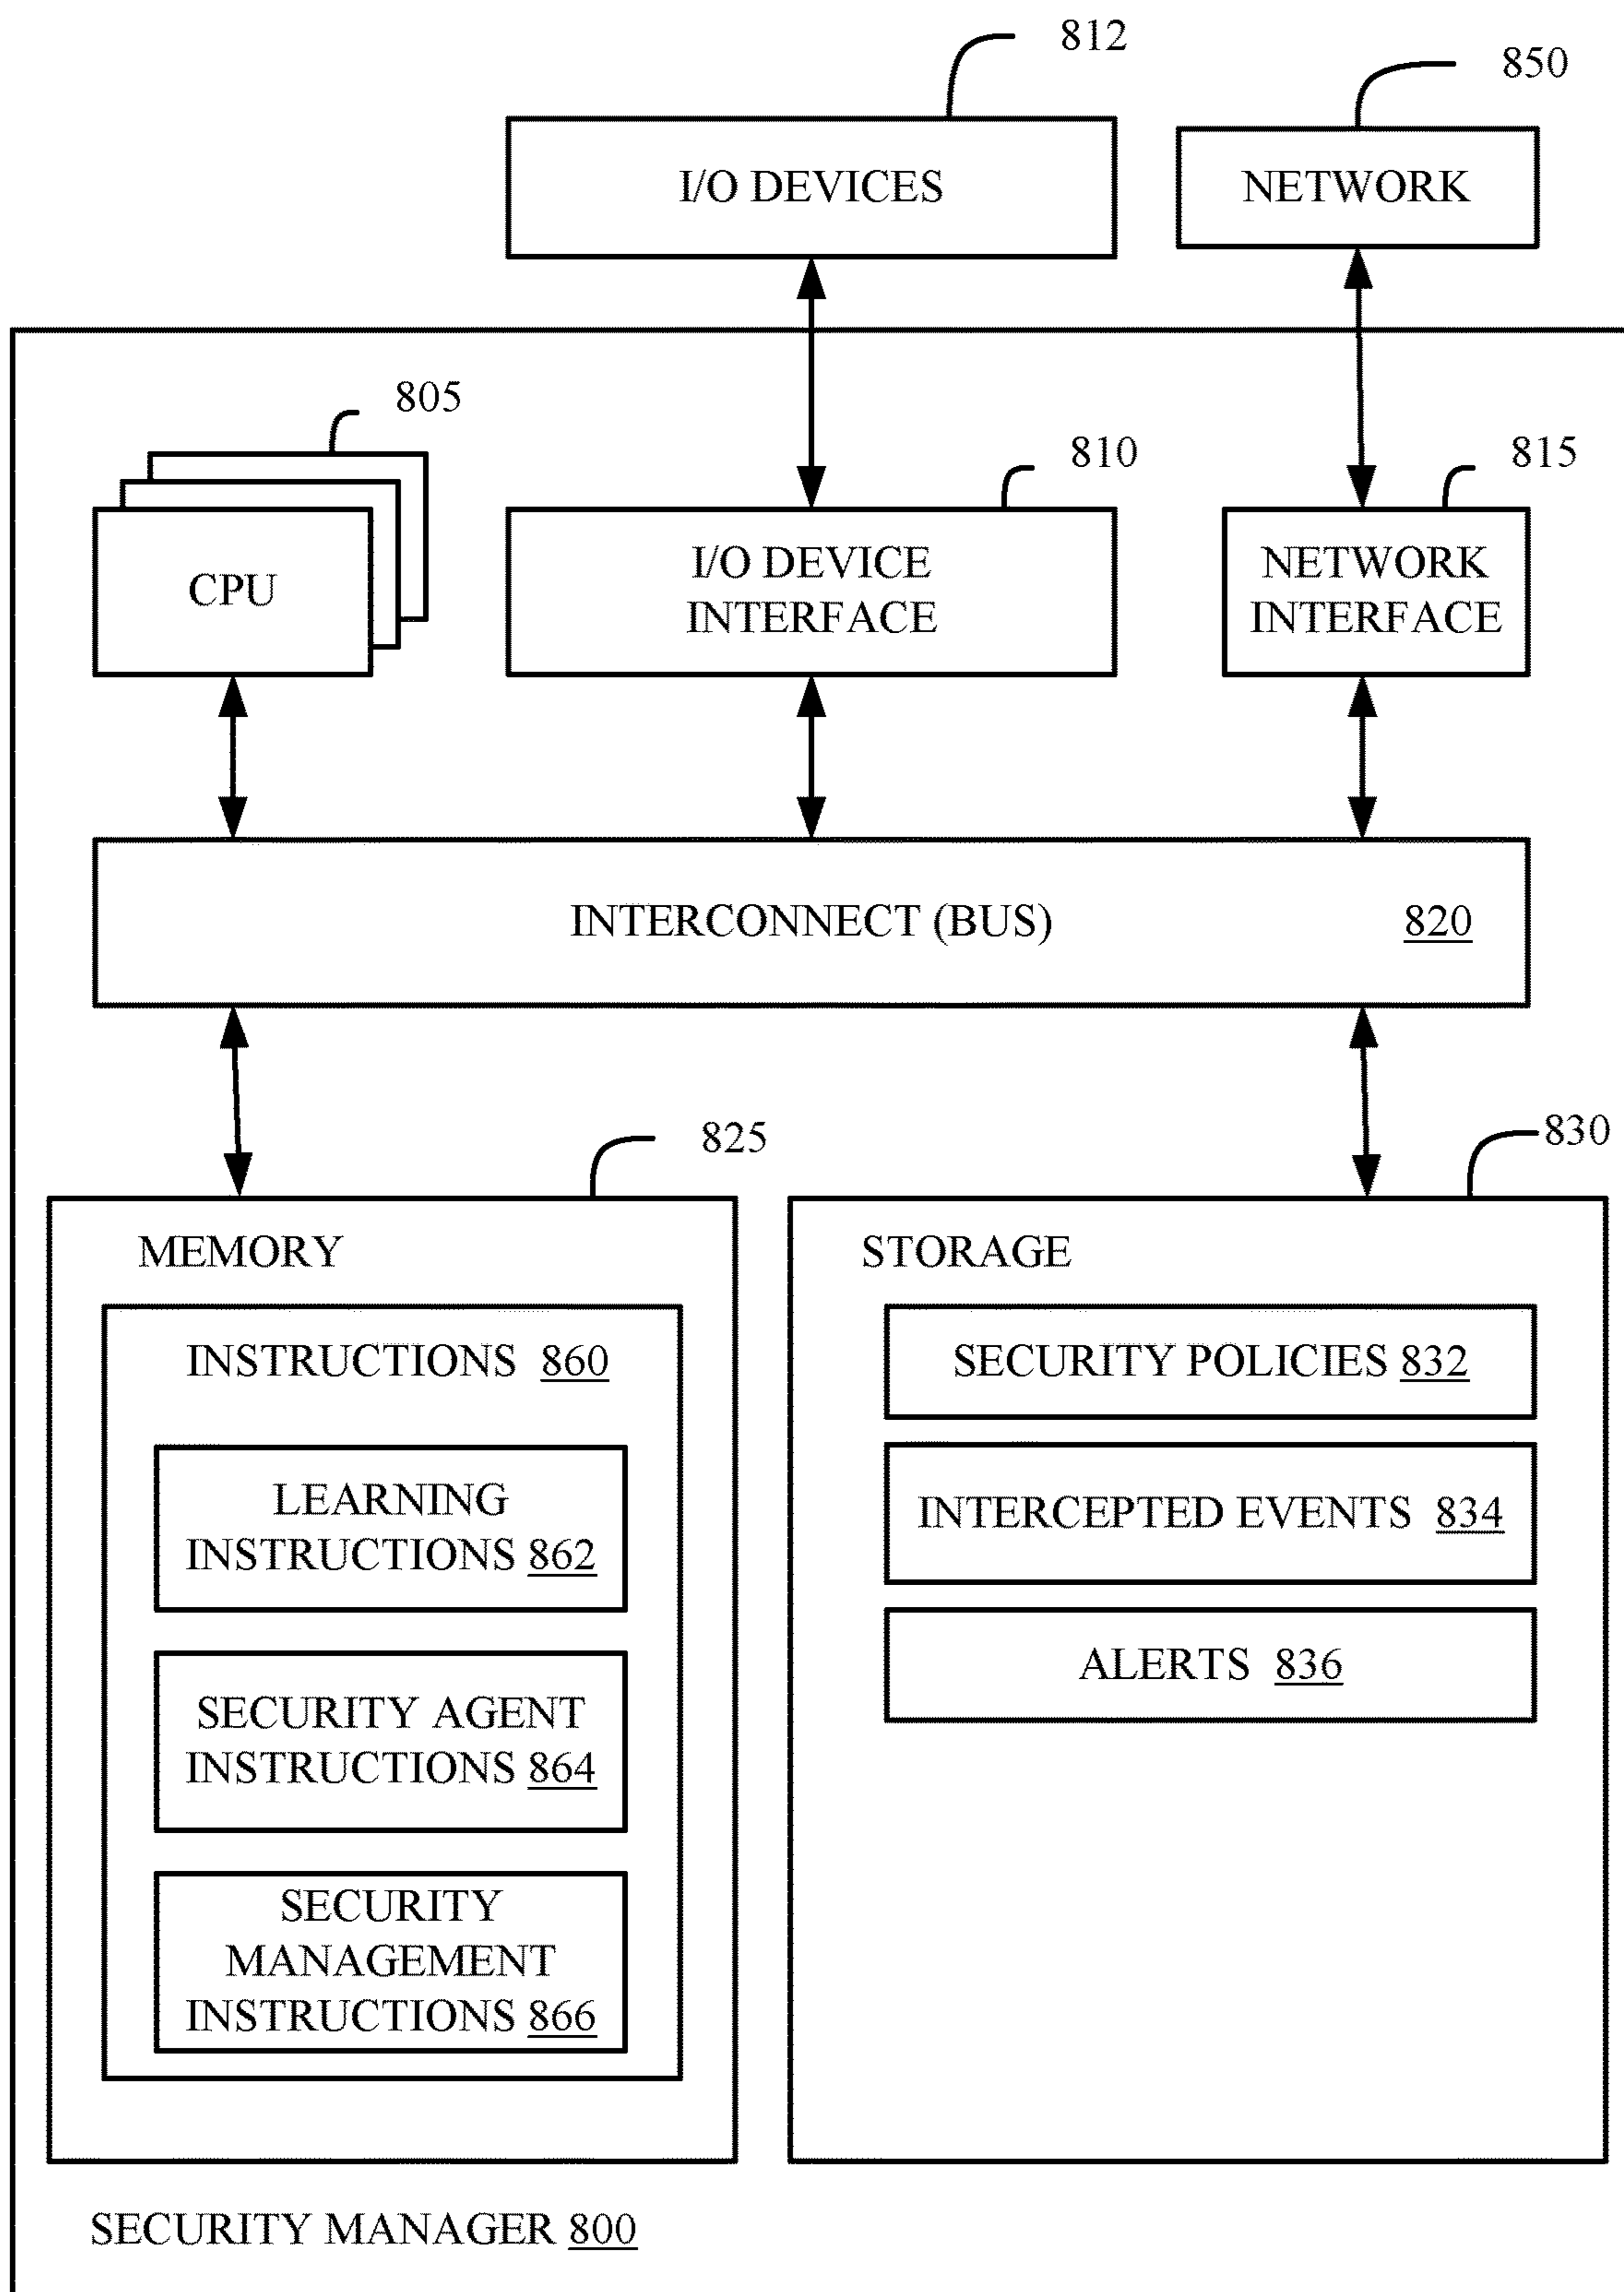 812
850
I/O DEVICES
NETWORK
805
810
815
CPU
I/O DEVICE
INTERFACE
NETWORK
INTERFACE
INTERCONNECT (BUS) 820
825
830
MEMORY
INSTRUCTIONS 860
LEARNING
INSTRUCTIONS 862
SECURITY AGENT
INSTRUCTIONS 864
SECURITY
MANAGEMENT
INSTRUCTIONS 866
STORAGE
SECURITY POLICIES 832
INTERCEPTED EVENTS 834
ALERTS 836
SECURITY MANAGER 800